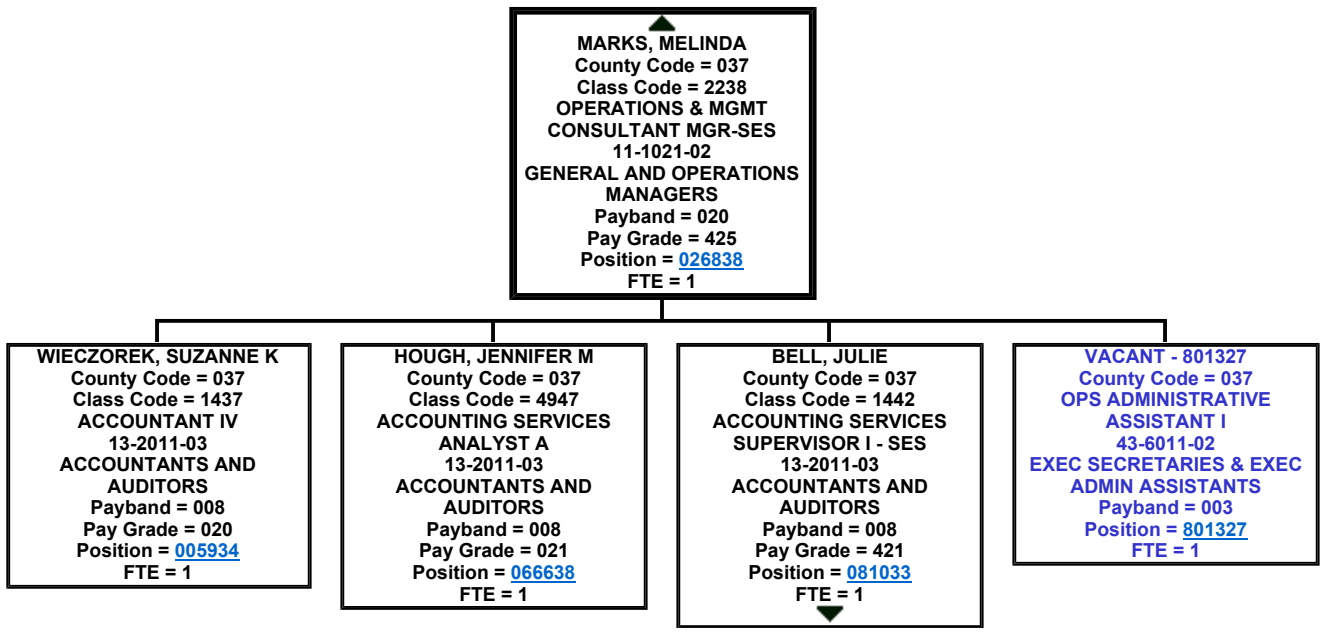 MARKS, MELINDA
County Code = 037
Class Code = 2238
OPERATIONS & MGMT
CONSULTANT MGR-SES
11-1021-02
GENERAL AND OPERATIONS
MANAGERS
Payband = 020
Pay Grade = 425
Position = 026838
FTE = 1
WIECZOREK, SUZANNE K
County Code = 037
Class Code = 1437
ACCOUNTANT IV
13-2011-03
ACCOUNTANTS AND
AUDITORS
Payband = 008
Pay Grade = 020
Position = 005934
FTE = 1
HOUGH, JENNIFER M
County Code = 037
Class Code = 4947
ACCOUNTING SERVICES
ANALYST A
13-2011-03
ACCOUNTANTS AND
AUDITORS
Payband = 008
Pay Grade = 021
Position = 066638
FTE = 1
BELL, JULIE
County Code = 037
Class Code = 1442
ACCOUNTING SERVICES
SUPERVISOR I - SES
13-2011-03
ACCOUNTANTS AND
AUDITORS
Payband = 008
Pay Grade = 421
Position = 081033
FTE = 1
VACANT - 801327
County Code = 037
OPS ADMINISTRATIVE
ASSISTANT I
43-6011-02
EXEC SECRETARIES & EXEC
ADMIN ASSISTANTS
Payband = 003
Position = 801327
FTE = 1